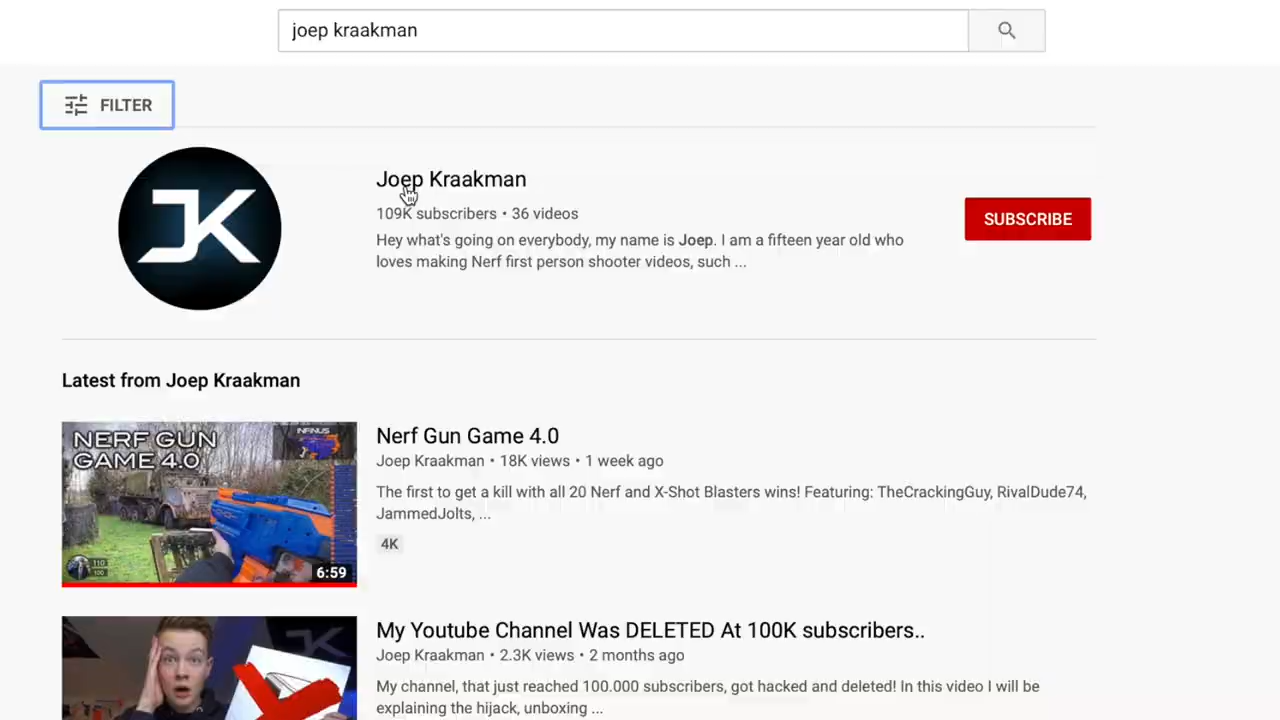 joep kraakman
FILTER
JK
Joep Kraakman
109K subscribers • 36 videos
SUBSCRIBE
Hey what's going on everybody, my name is Joep. I am a fifteen year old who
loves making Nerf first person shooter videos, such ...
Latest from Joep Kraakman
NERF GUN
GAME 4.0
INFINUS
110
100
6:59
Nerf Gun Game 4.0
Joep Kraakman • 18K views • 1 week ago
The first to get a kill with all 20 Nerf and X-Shot Blasters wins! Featuring: TheCrackingGuy, RivalDude74,
JammedJolts, ...
4K
My Youtube Channel Was DELETED At 100K subscribers..
Joep Kraakman • 2.3K views • 2 months ago
My channel, that just reached 100.000 subscribers, got hacked and deleted! In this video I will be
explaining the hijack, unboxing ...